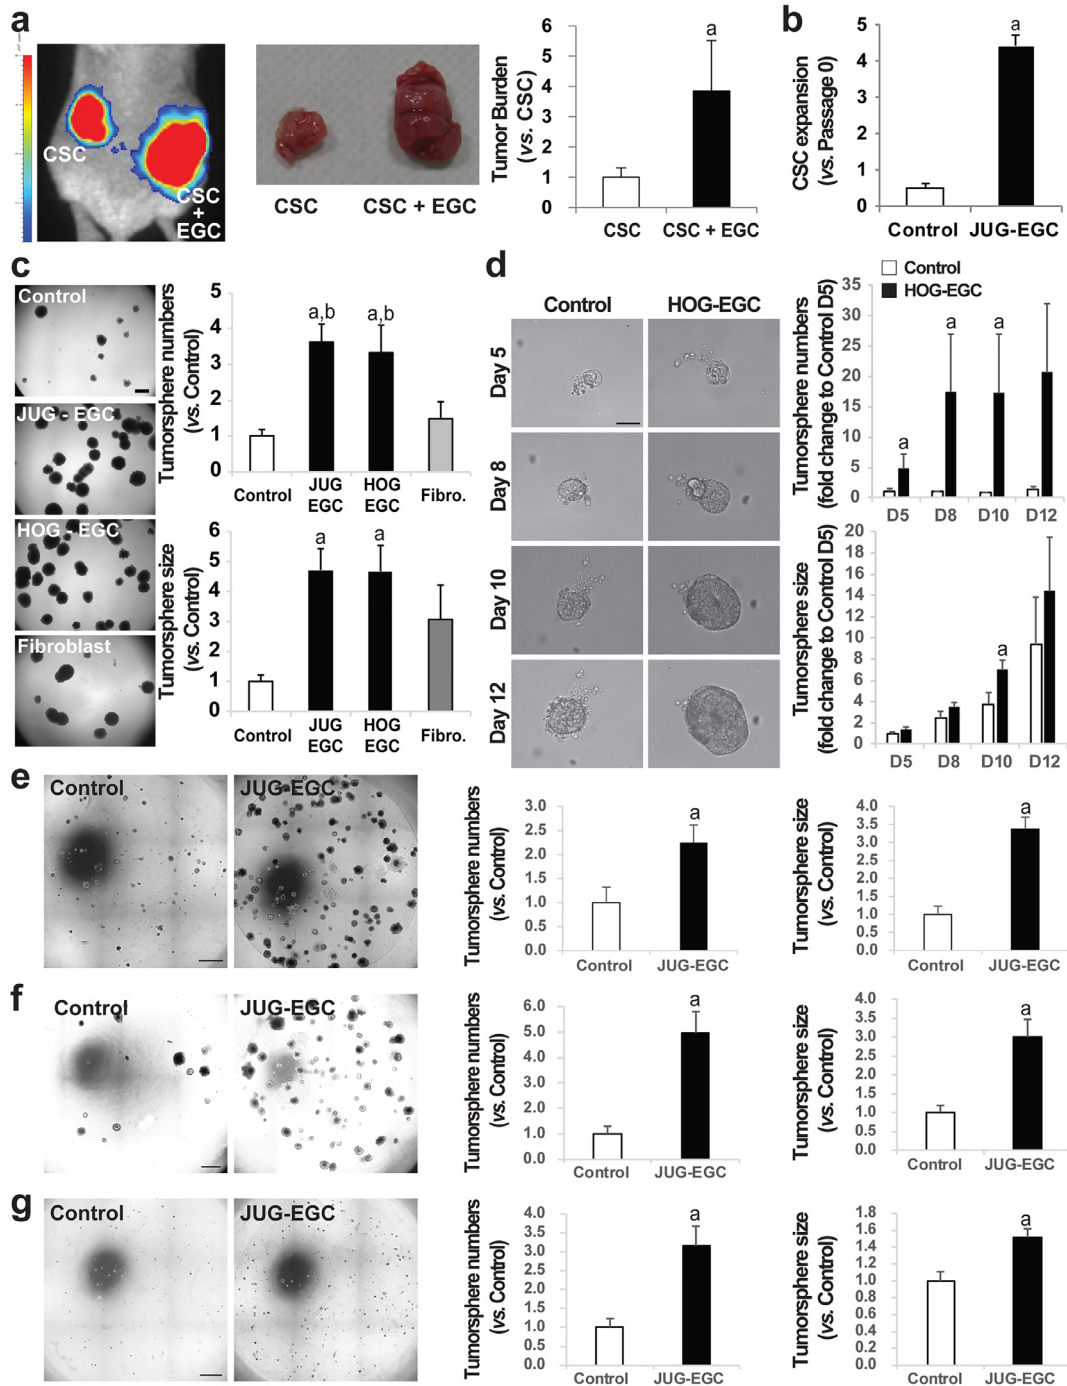 a
CSC
CSC
+
EGC
CSC
CSC + EGC
Tumor Burden
(vs. CSC)
6
5
4
3
2
1
0
a
CSC
CSC + EGC
b
CSC expansion
(vs. Passage 0)
5
4
3
2
1
0
a
Control
JUG-EGC
c
Control
JUG - EGC
HOG - EGC
Fibroblast
Tumorsphere numbers
(vs. Control)
5
4
3
2
1
0
a,b
a,b
Control
JUG
EGC
HOG
EGC
Fibro.
Tumorsphere size
(vs. Control)
6
5
4
3
2
1
0
a
a
Control
JUG
EGC
HOG
EGC
Fibro.
d
Control
HOG-EGC
Day 5
Day 8
Day 10
Day 12
Control
HOG-EGC
Tumorsphere numbers
(fold change to Control D5)
35
30
25
20
15
10
5
0
a
a
a
D5
D8
D10
D12
Tumorsphere size
(fold change to Control D5)
20
18
16
14
12
10
8
6
4
2
0
a
D5
D8
D10
D12
e
Control
JUG-EGC
Tumorsphere numbers
(vs. Control)
3.0
2.5
2.0
1.5
1.0
0.5
0.0
a
Control
JUG-EGC
Tumorsphere size
(vs. Control)
4.0
3.5
3.0
2.5
2.0
1.5
1.0
0.5
0.0
a
Control
JUG-EGC
f
Control
JUG-EGC
Tumorsphere numbers
(vs. Control)
6.0
5.0
4.0
3.0
2.0
1.0
0.0
a
Control
JUG-EGC
Tumorsphere size
(vs. Control)
4.0
3.5
3.0
2.5
2.0
1.5
1.0
0.5
0.0
a
Control
JUG-EGC
g
Control
JUG-EGC
Tumorsphere numbers
(vs. Control)
4.0
3.5
3.0
2.5
2.0
1.5
1.0
0.5
0.0
a
Control
JUG-EGC
Tumorsphere size
(vs. Control)
1.8
1.6
1.4
1.2
1.0
0.8
0.6
0.4
0.2
0.0
a
Control
JUG-EGC